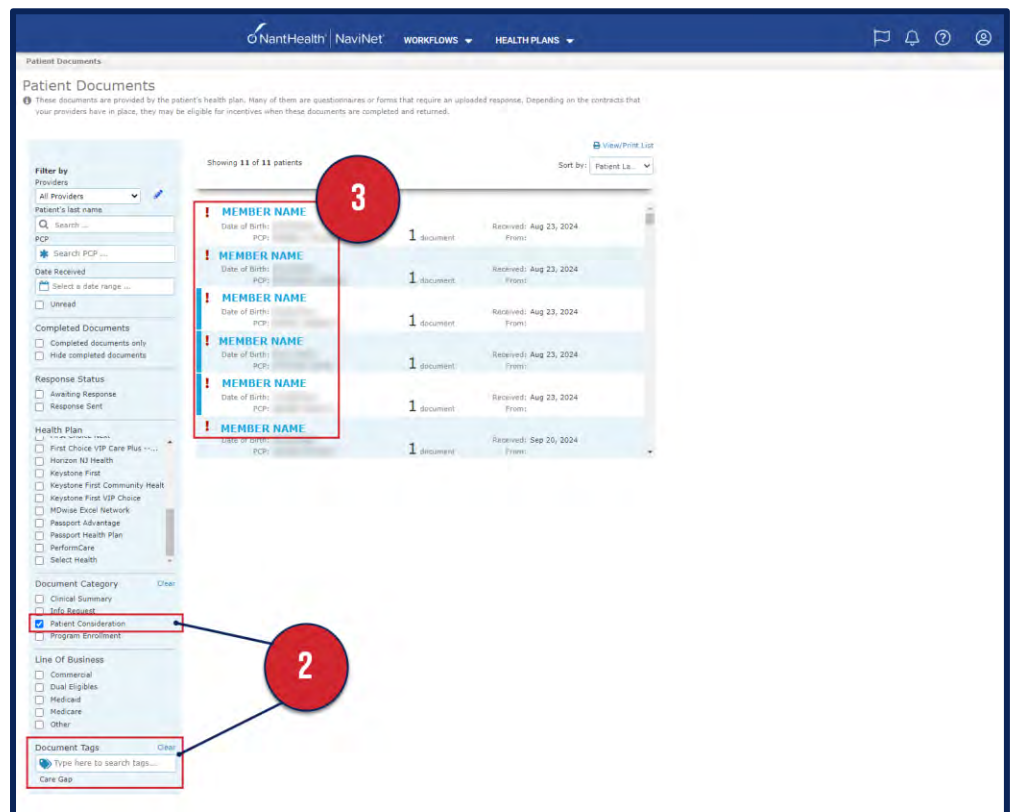 NantHealth | NaviNet WORKFLOWS HEALTH PLANS
Patient Documents
Patient Documents
These documents are provided by the patient's health plan. Many of them are questionnaires or forms that require an uploaded response. Depending on the contracts that
your providers have in place, they may be eligible for incentives when these documents are completed and returned.
View/Print List
Showing 11 of 11 patients
Sort by: Patient La...
Filter by
Providers
All Providers
Patient's last name
Search ...
PCP
Search PCP ...
Date Received
Select a date range ...
Unread
Completed Documents
Completed documents only
Hide completed documents
Response Status
Awaiting Response
Response Sent
Health Plan
First Choice VIP Care Plus --...
Horizon NJ Health
Keystone First
Keystone First Community Healt
Keystone First VIP Choice
MDwise Excel Network
Passport Advantage
Passport Health Plan
PerformCare
Select Health
Document Category Clear
Clinical Summary
Info Request
Patient Consideration
Program Enrollment
Line Of Business
Commercial
Dual Eligibles
Medicaid
Medicare
Other
Document Tags Clear
Type here to search tags...
Care Gap
3
! MEMBER NAME
Date of Birth:
PCP:
1 document
Received: Aug 23, 2024
From:
! MEMBER NAME
Date of Birth:
PCP:
1 document
Received: Aug 23, 2024
From:
! MEMBER NAME
Date of Birth:
PCP:
1 document
Received: Aug 23, 2024
From:
! MEMBER NAME
Date of Birth:
PCP:
1 document
Received: Aug 23, 2024
From:
! MEMBER NAME
Date of Birth:
PCP:
1 document
Received: Aug 23, 2024
From:
! MEMBER NAME
Date of Birth:
PCP:
1 document
Received: Sep 20, 2024
From:
2